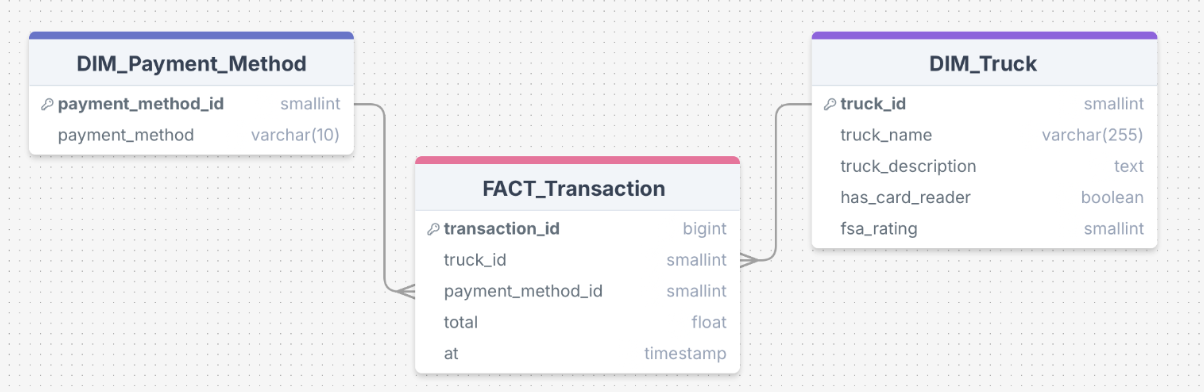 DIM_Payment_Method
payment_method_id smallint
payment_method varchar(10)
FACT_Transaction
transaction_id bigint
truck_id smallint
payment_method_id smallint
total float
at timestamp
DIM_Truck
truck_id smallint
truck_name varchar(255)
truck_description text
has_card_reader boolean
fsa_rating smallint